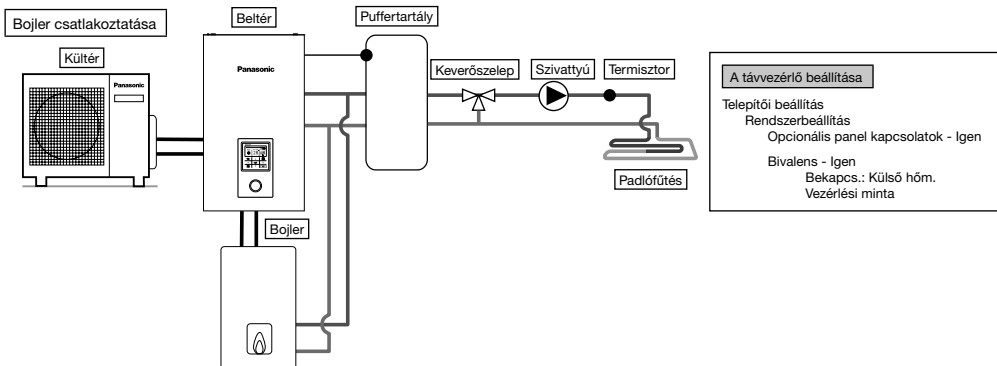 Bojler csatlakoztatása
Kültér
Panasonic
Beltér
Panasonic
Puffertartály
Keverőszelep
Szivattyú
Termisztor
Padlófűtés
Bojler
A távvezérlő beállítása
Telepítői beállítás
Rendszerbeállítás
Opcionális panel kapcsolatok - Igen
Bivalens - Igen
Bekapcs.: Külső hőm.
Vezérlési minta